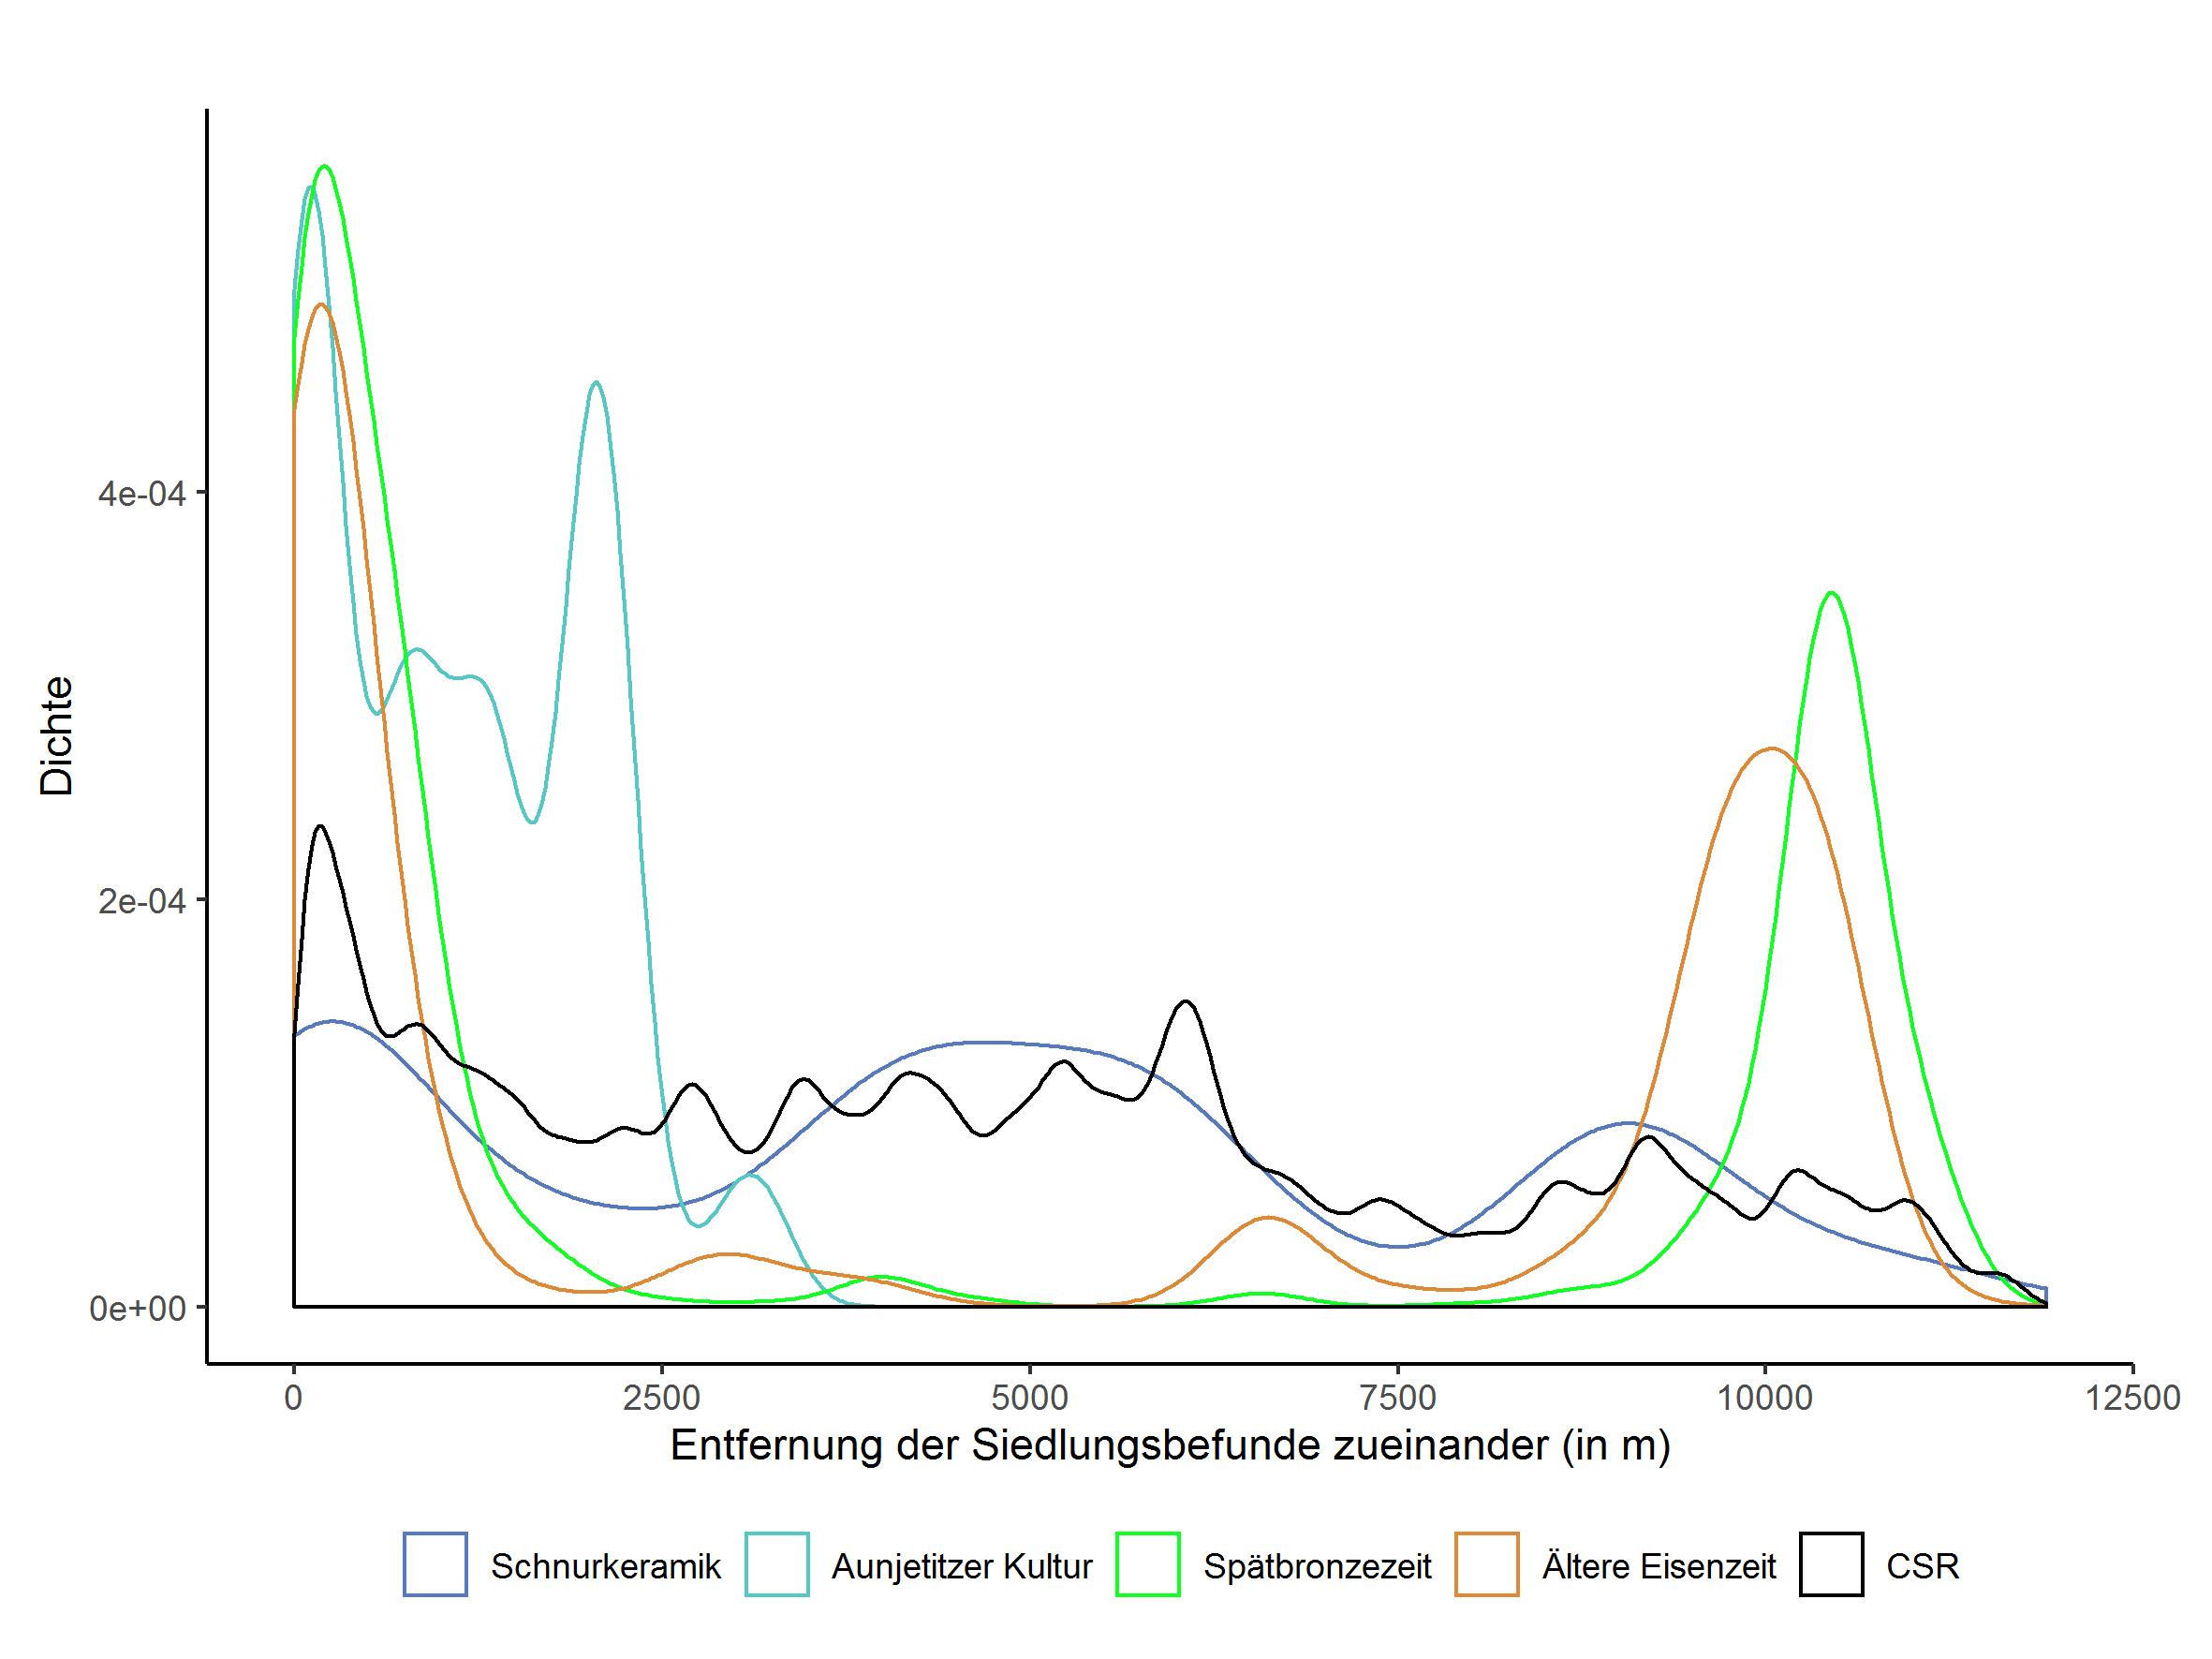 Dichte
4e-04
2e-04
0e+00
0 2500 5000 7500 10000 12500
Entfernung der Siedlungsbefunde zueinander (in m)
Schnurkeramik Aunjetitzer Kultur Spätbronzezeit Ältere Eisenzeit CSR